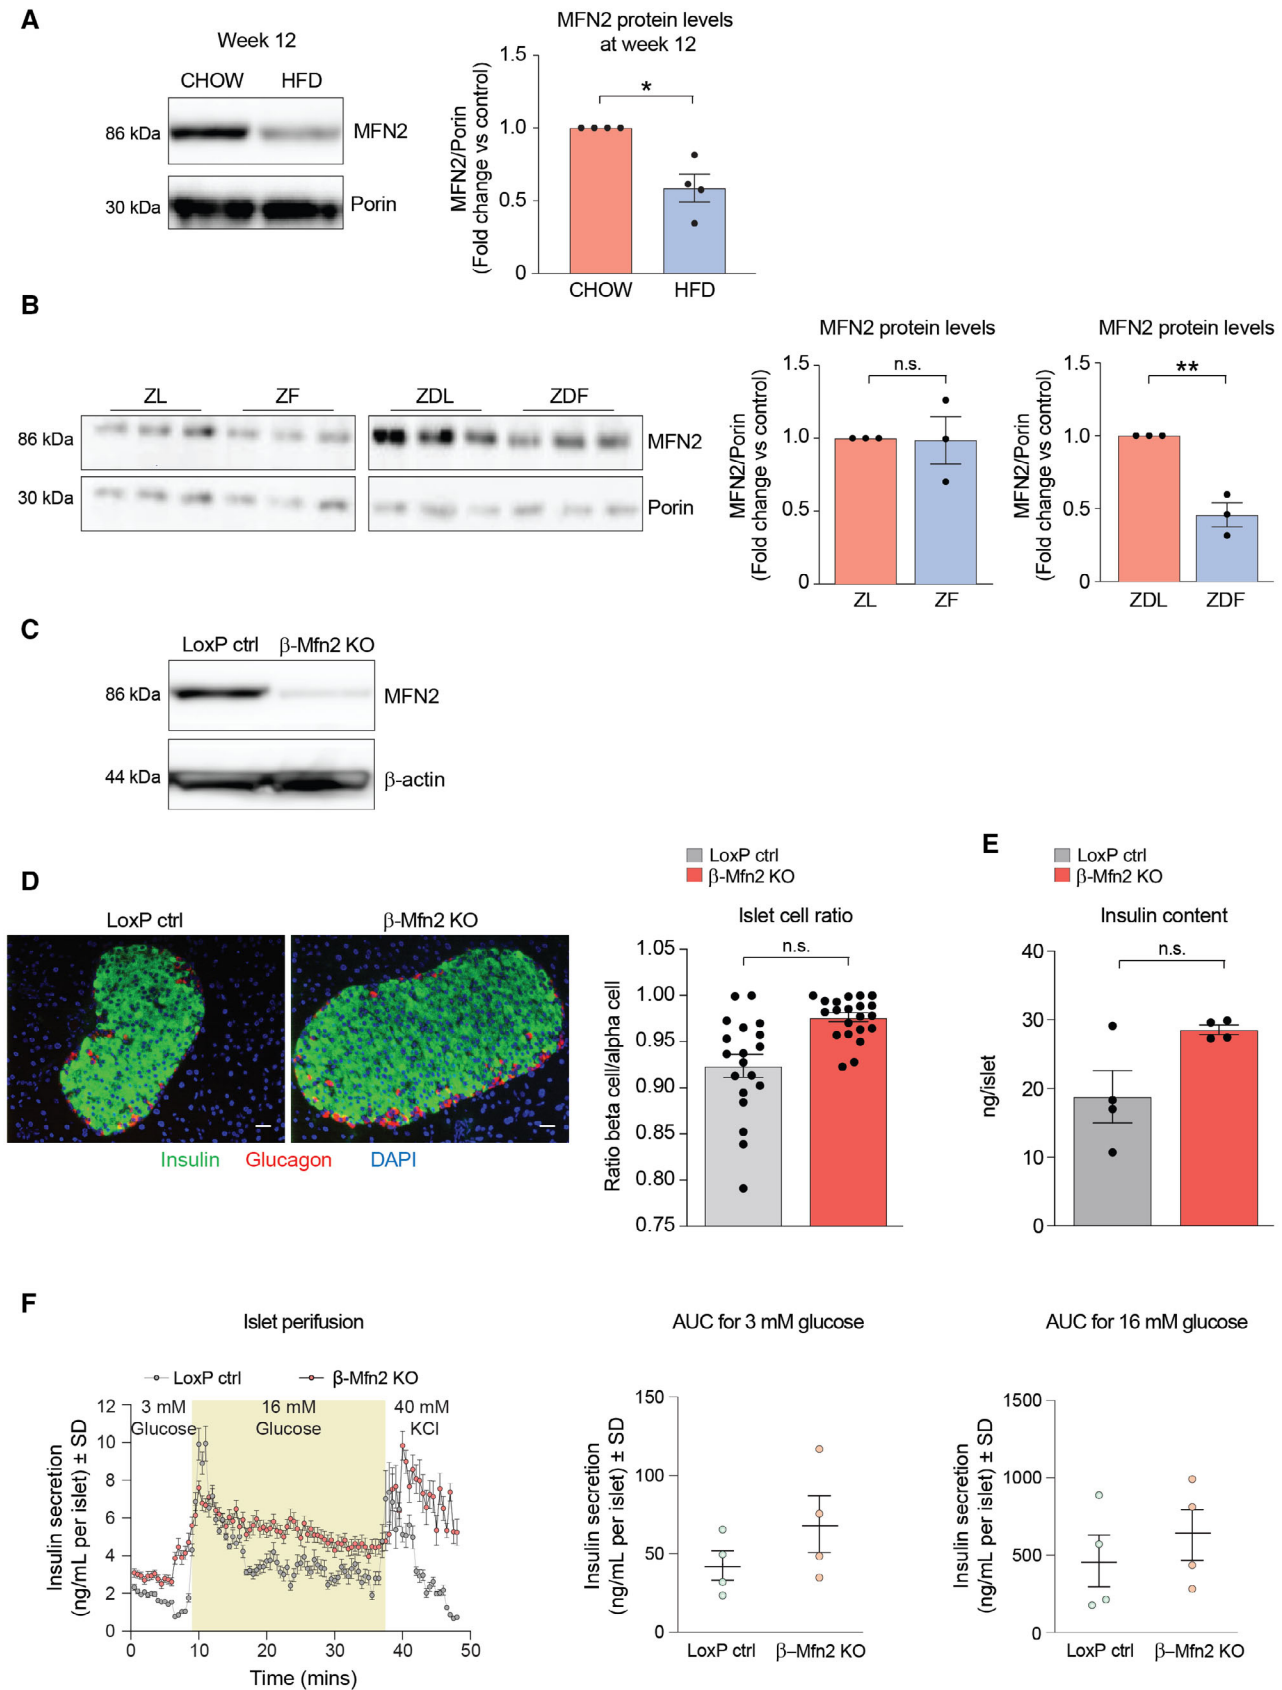 A
Week 12
CHOW HFD
86 kDa
MFN2
30 kDa
Porin
MFN2 protein levels
at week 12
MFN2/Porin
(Fold change vs control)
1.5
1.0
0.5
0
*
CHOW HFD
B
ZL ZF ZDL ZDF
86 kDa
MFN2
30 kDa
Porin
MFN2 protein levels
MFN2/Porin
(Fold change vs control)
1.5
1.0
0.5
0
n.s.
ZL ZF
MFN2 protein levels
MFN2/Porin
(Fold change vs control)
1.5
1.0
0.5
0
**
ZDL ZDF
C
LoxP ctrl β-Mfn2 KO
86 kDa
MFN2
44 kDa
β-actin
D
LoxP ctrl β-Mfn2 KO
Insulin Glucagon DAPI
LoxP ctrl
β-Mfn2 KO
Islet cell ratio
Ratio beta cell/alpha cell
1.05
1.00
0.95
0.90
0.85
0.80
0.75
n.s.
E
LoxP ctrl
β-Mfn2 KO
Insulin content
ng/islet
40
30
20
10
0
n.s.
F
Islet perifusion
LoxP ctrl β-Mfn2 KO
Insulin secretion
(ng/mL per islet) ± SD
12
10
8
6
4
2
0
3 mM
Glucose
16 mM
Glucose
40 mM
KCl
0 10 20 30 40 50
Time (mins)
AUC for 3 mM glucose
Insulin secretion
(ng/mL per islet) ± SD
150
100
50
0
LoxP ctrl β–Mfn2 KO
AUC for 16 mM glucose
Insulin secretion
(ng/mL per islet) ± SD
1500
1000
500
0
LoxP ctrl β–Mfn2 KO